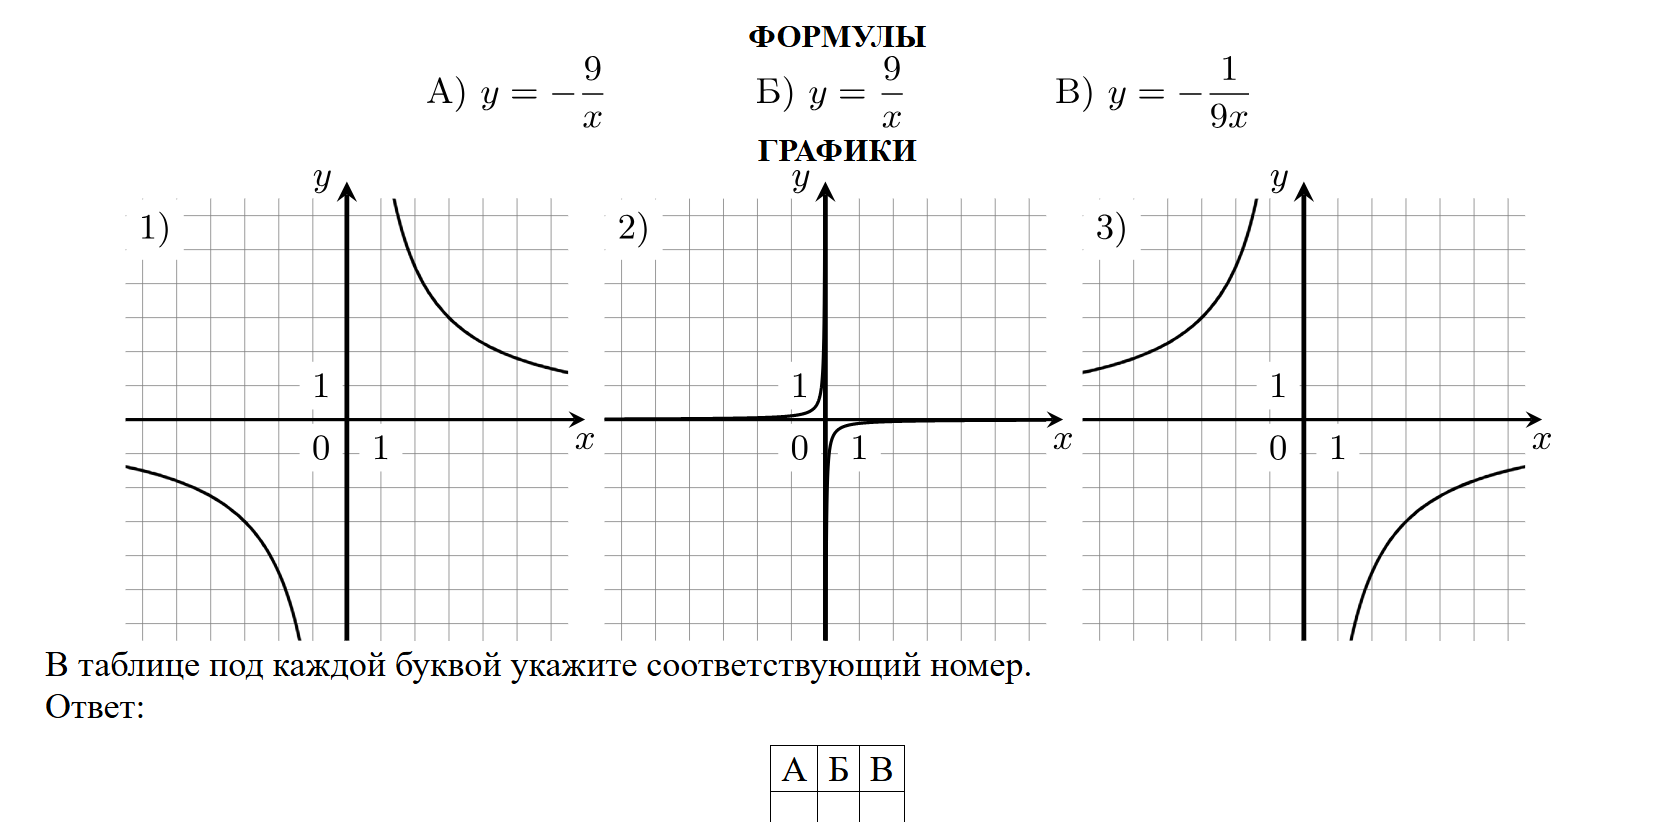 ФОРМУЛЫ
А) y = −9/x Б) y = 9/x В) y = −1/(9x)
ГРАФИКИ
1) y 1 0 1 x
2) y 1 0 1 x
3) y 1 0 1 x
В таблице под каждой буквой укажите соответствующий номер.
Ответ:
А Б В